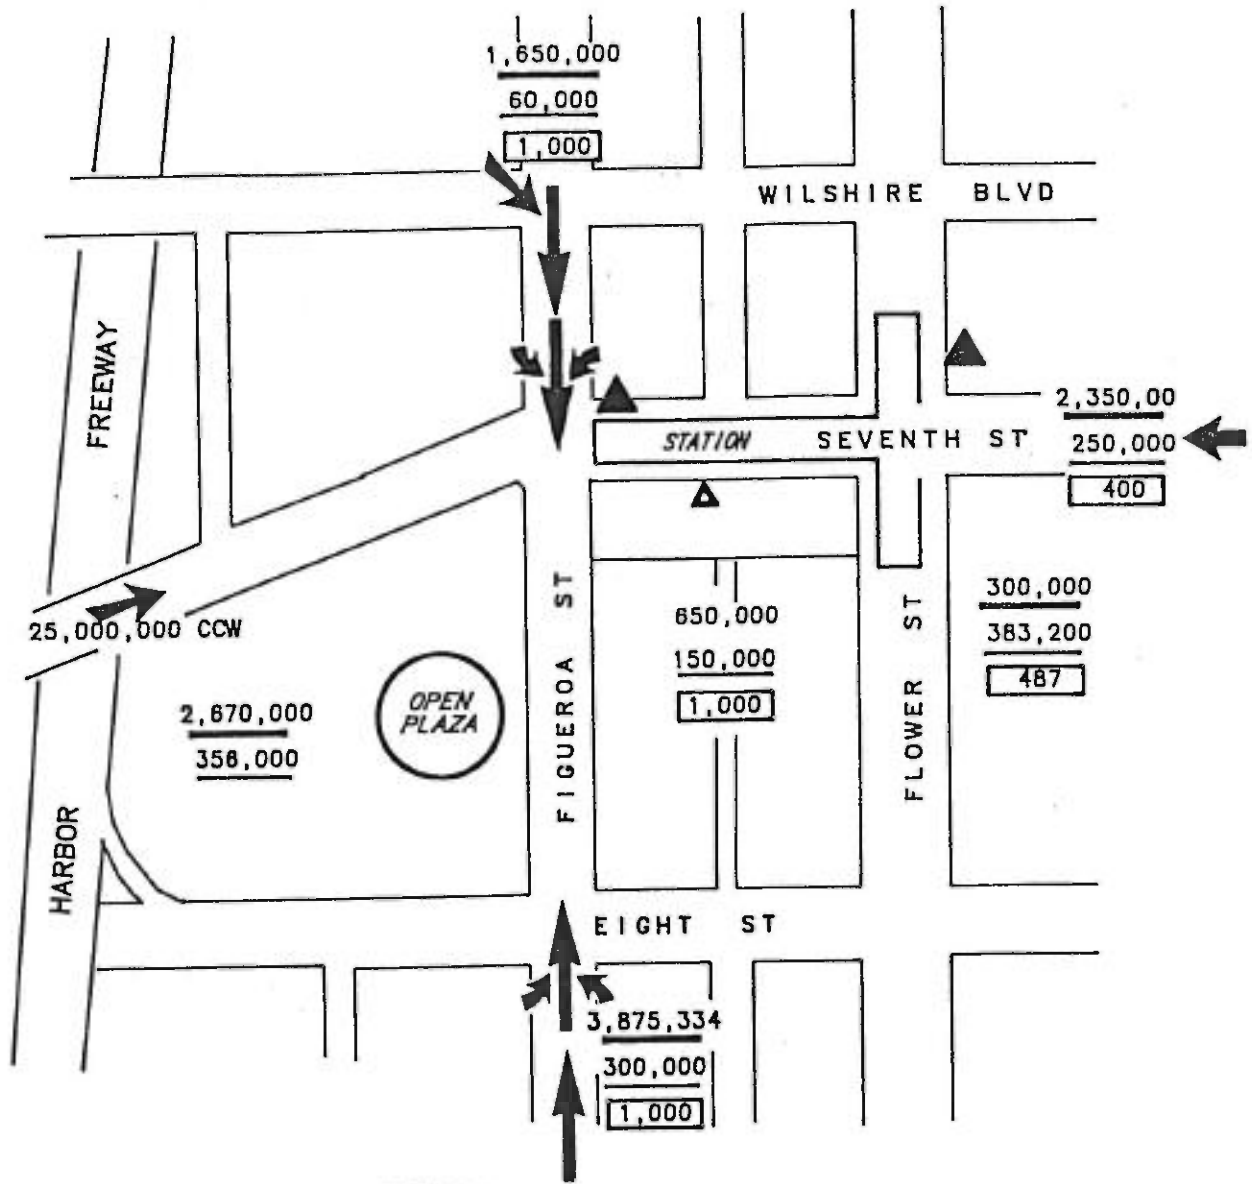 1,650,000
60,000
1,000
WILSHIRE BLVD
FREEWAY
2,350,00
STATION
SEVENTH ST
250,000
400
25,000,000 CCW
FIGUEROA ST
650,000
150,000
1,000
FLOWER ST
300,000
383,200
487
OPEN
PLAZA
2,670,000
358,000
HARBOR
EIGHT ST
3,875,334
300,000
1,000